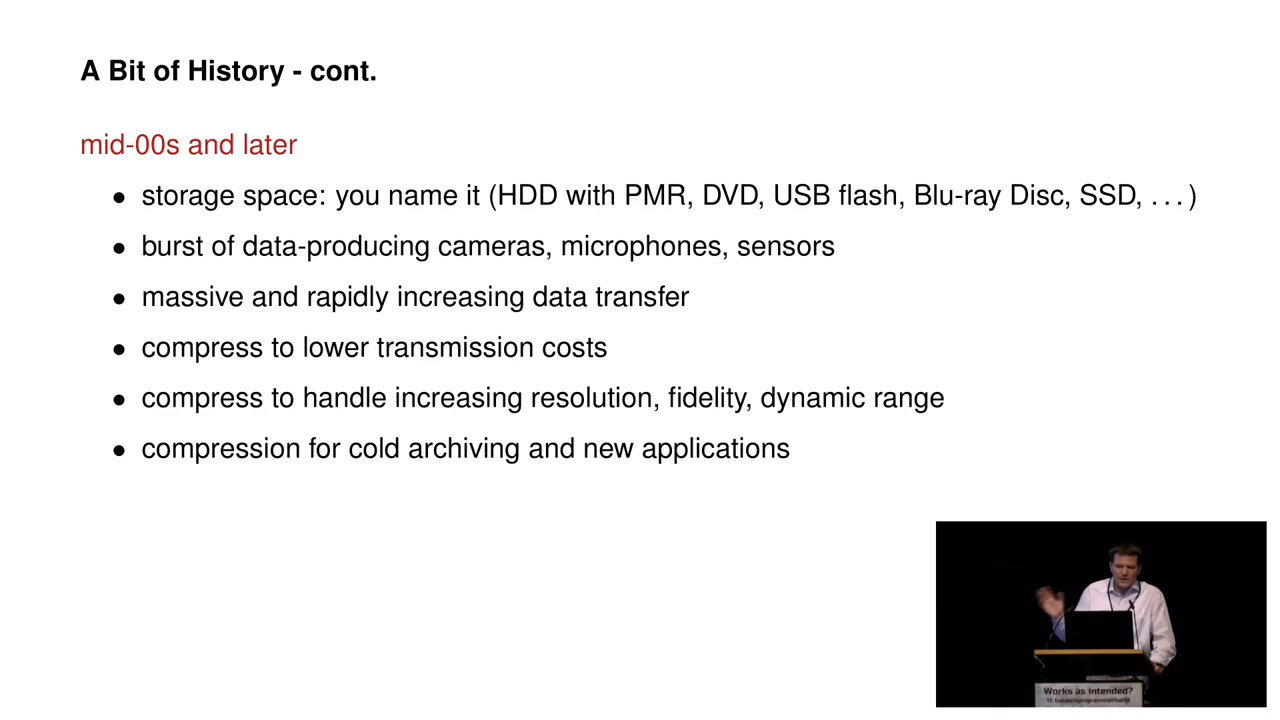 A Bit of History - cont.
mid-00s and later
• storage space: you name it (HDD with PMR, DVD, USB flash, Blu-ray Disc, SSD, . . . )
• burst of data-producing cameras, microphones, sensors
• massive and rapidly increasing data transfer
• compress to lower transmission costs
• compress to handle increasing resolution, fidelity, dynamic range
• compression for cold archiving and new applications
Works as intended?
17. Gulaschprogrammiernacht